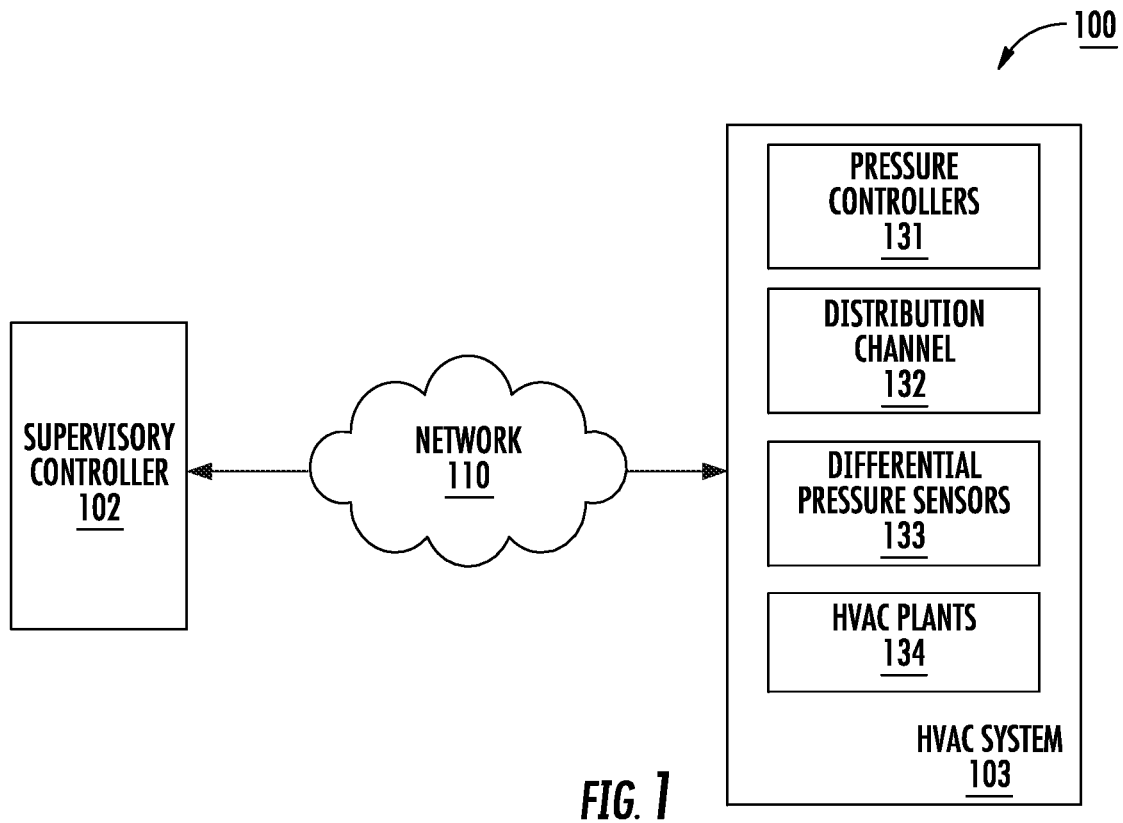 100
PRESSURE
CONTROLLERS
131
DISTRIBUTION
CHANNEL
132
SUPERVISORY
CONTROLLER
102
NETWORK
110
DIFFERENTIAL
PRESSURE SENSORS
133
HVAC PLANTS
134
HVAC SYSTEM
103
FIG. 1